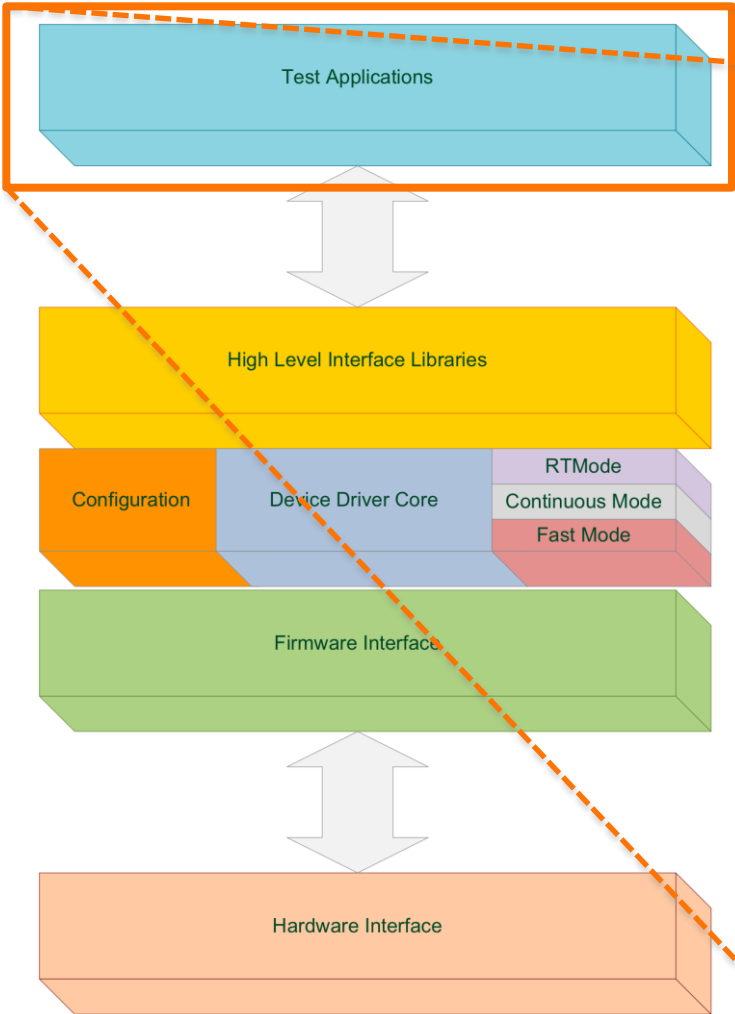 Test Applications
High Level Interface Libraries
Configuration
Device Driver Core
RTMode
Continuous Mode
Fast Mode
Firmware Interface
Hardware Interface